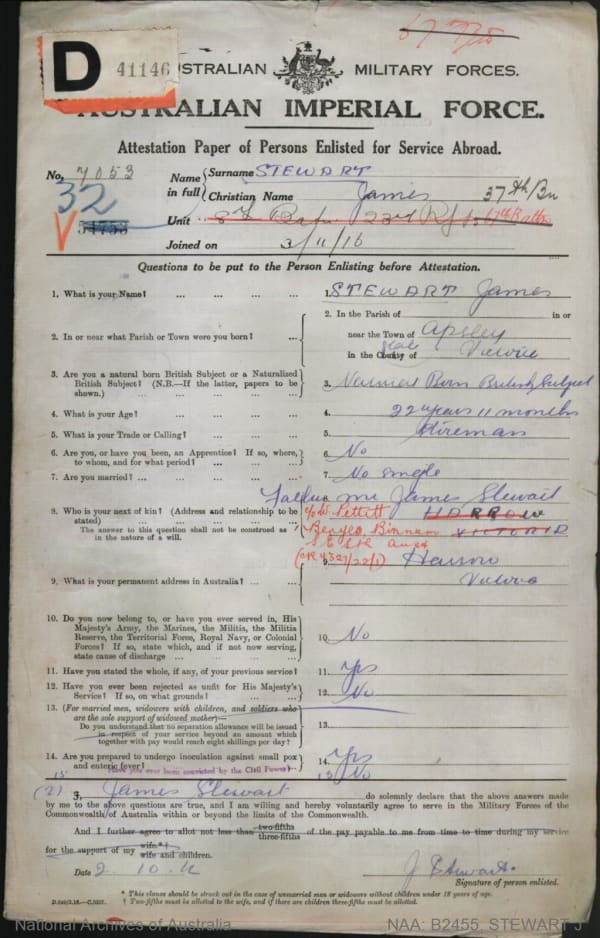 67
D 41146
AUSTRALIAN MILITARY FORCES.
AUSTRALIAN IMPERIAL FORCE.
Attestation Paper of Persons Enlisted for Service Abroad.
No. 7053
Name in full { Surname STEWART
Christian Name James 37th/Bn
32
V 54753
Unit 8th 23rd Rfts 67th Battn
Joined on 3/11/16
Questions to be put to the Person Enlisting before Attestation.
1. What is your Name? ... ... ... ... 1. STEWART James
2. In or near what Parish or Town were you born? ... 2. In the Parish of in or
near the Town of Apsley
in the County of State Victoria
3. Are you a natural born British Subject or a Naturalized
British Subject? (N.B.—If the latter, papers to be
shown.) ... ... ... ... 3. Natural Born British Subject
4. What is your Age? ... ... ... ... 4. 22 years 11 months
5. What is your Trade or Calling? ... ... ... 5. Fireman
6. Are you, or have you been, an Apprentice? If so, where,
to whom, and for what period? ... ... ... 6. No
7. Are you married? ... ... ... ... 7. No single
Father Mr James Stewart
8. Who is your next of kin? (Address and relationship to be
stated) ... ... ... ... c/o W. Pettett HARROW
The answer to this question shall not be construed as
in the nature of a will. Benyeo Binnum VICTORIA
9. What is your permanent address in Australia? ... ... 9. Harrow
Victoria
10. Do you now belong to, or have you ever served in, His
Majesty's Army, the Marines, the Militia, the Militia
Reserve, the Territorial Force, Royal Navy, or Colonial
Forces? If so, state which, and if not now serving,
state cause of discharge ... ... ... 10. No
11. Have you stated the whole, if any, of your previous service? 11. Yes
12. Have you ever been rejected as unfit for His Majesty's
Service? If so, on what grounds? ... ... 12. No
13. (For married men, widowers with children, and soldiers who
are the sole support of widowed mother)—
Do you understand that no separation allowance will be issued
in respect of your service beyond an amount which
together with pay would reach eight shillings per day? 13.
14. Are you prepared to undergo inoculation against small pox
and enteric fever? 14. Yes
15 Have you ever been convicted by the Civil Power? 15 No
(2) I, James Stewart do solemnly declare that the above answers made
by me to the above questions are true, and I am willing and hereby voluntarily agree to serve in the Military Forces of the
Commonwealth of Australia within or beyond the limits of the Commonwealth.
And I further agree to allot not less than two-fifths three-fifths of the pay payable to me from time to time during my service
for the support of my wife.*† wife and children.
Date 2. 10. 16 J Stewart.
Signature of person enlisted.
* This clause should be struck out in the case of unmarried men or widowers without children under 18 years of age.
† Two-fifths must be allotted to the wife, and if there are children three-fifths must be allotted.
National Archives of Australia NAA: B2455, STEWART J